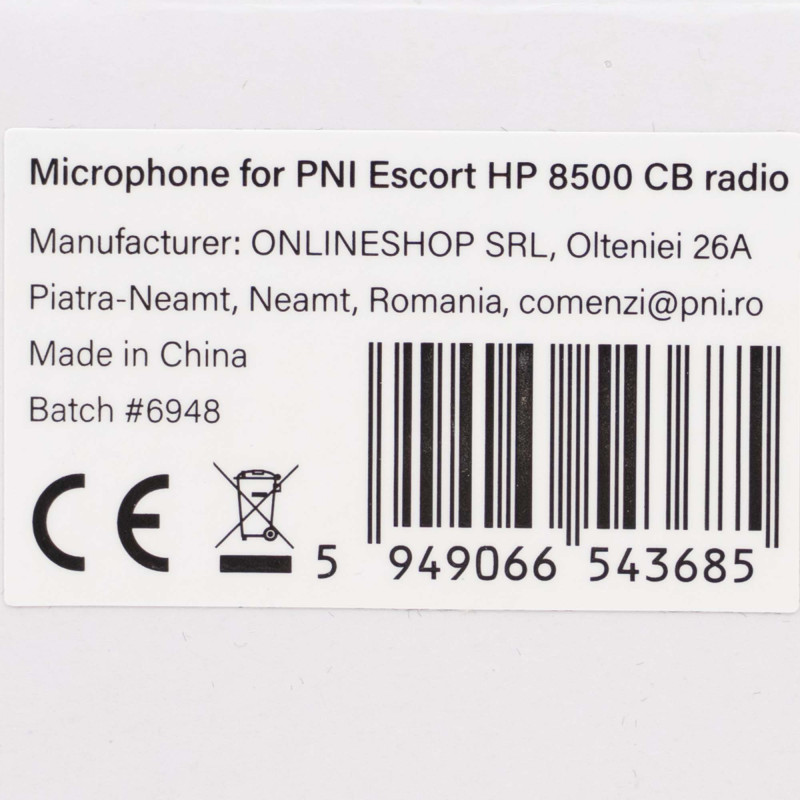 Microphone for PNI Escort HP 8500 CB radio
Manufacturer: ONLINESHOP SRL, Olteniei 26A
Piatra-Neamt, Neamt, Romania, comenzi@pni.ro
Made in China
Batch #6948
CE
5 949066 543685